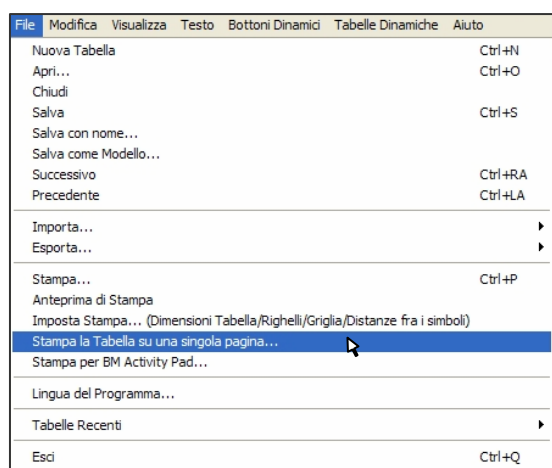 File Modifica Visualizza Testo Bottoni Dinamici Tabelle Dinamiche Aiuto
Nuova Tabella Ctrl+N
Apri... Ctrl+O
Chiudi
Salva Ctrl+S
Salva con nome...
Salva come Modello...
Successivo Ctrl+RA
Precedente Ctrl+LA
Importa...
Esporta...
Stampa... Ctrl+P
Anteprima di Stampa
Imposta Stampa... (Dimensioni Tabella/Righelli/Griglia/Distanze fra i simboli)
Stampa la Tabella su una singola pagina...
Stampa per BM Activity Pad...
Lingua del Programma...
Tabelle Recenti
Esci Ctrl+Q